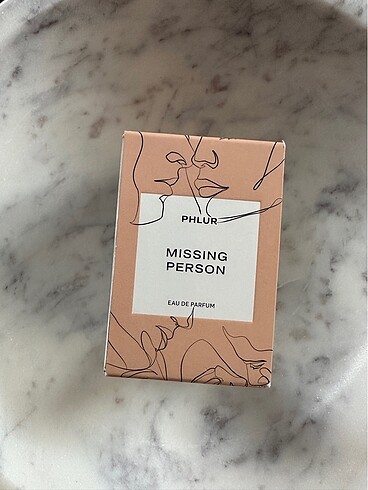 PHLUR
MISSING
PERSON
EAU DE PARFUM